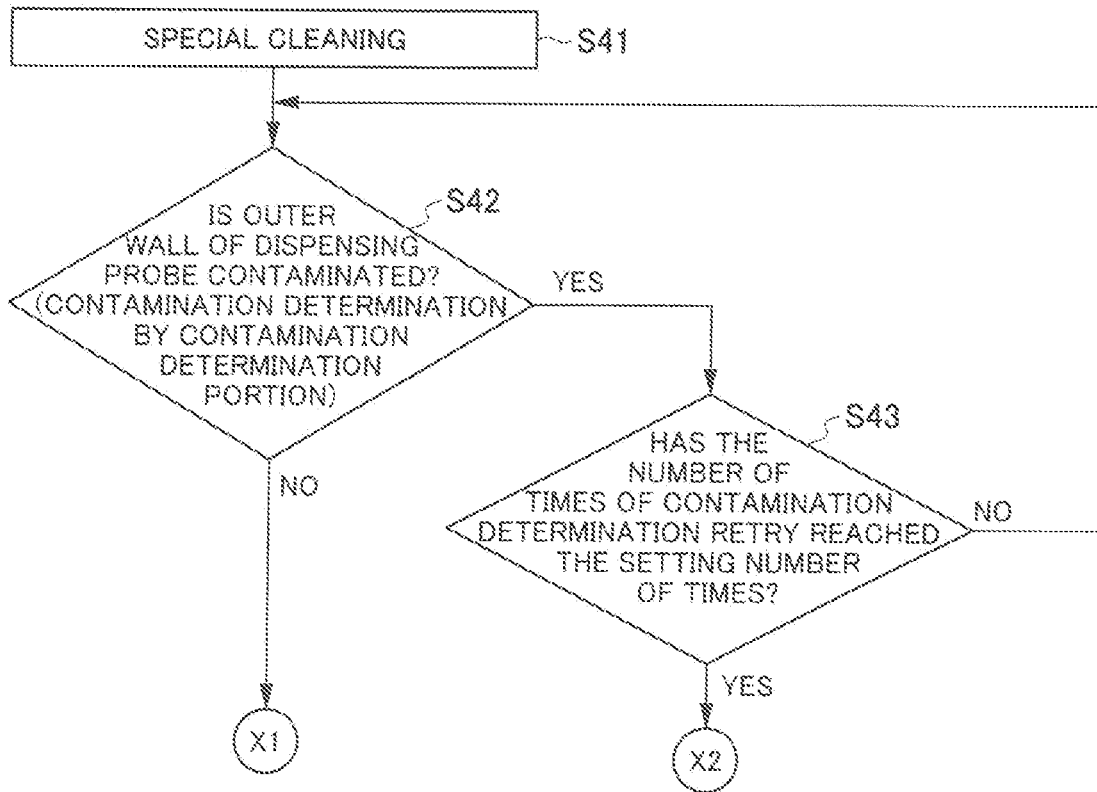 SPECIAL CLEANING
S41
S42
IS OUTER
WALL OF DISPENSING
PROBE CONTAMINATED?
(CONTAMINATION DETERMINATION
BY CONTAMINATION
DETERMINATION
PORTION)
YES
NO
S43
HAS THE
NUMBER OF
TIMES OF CONTAMINATION
DETERMINATION RETRY REACHED
THE SETTING NUMBER
OF TIMES?
NO
YES
X1
X2